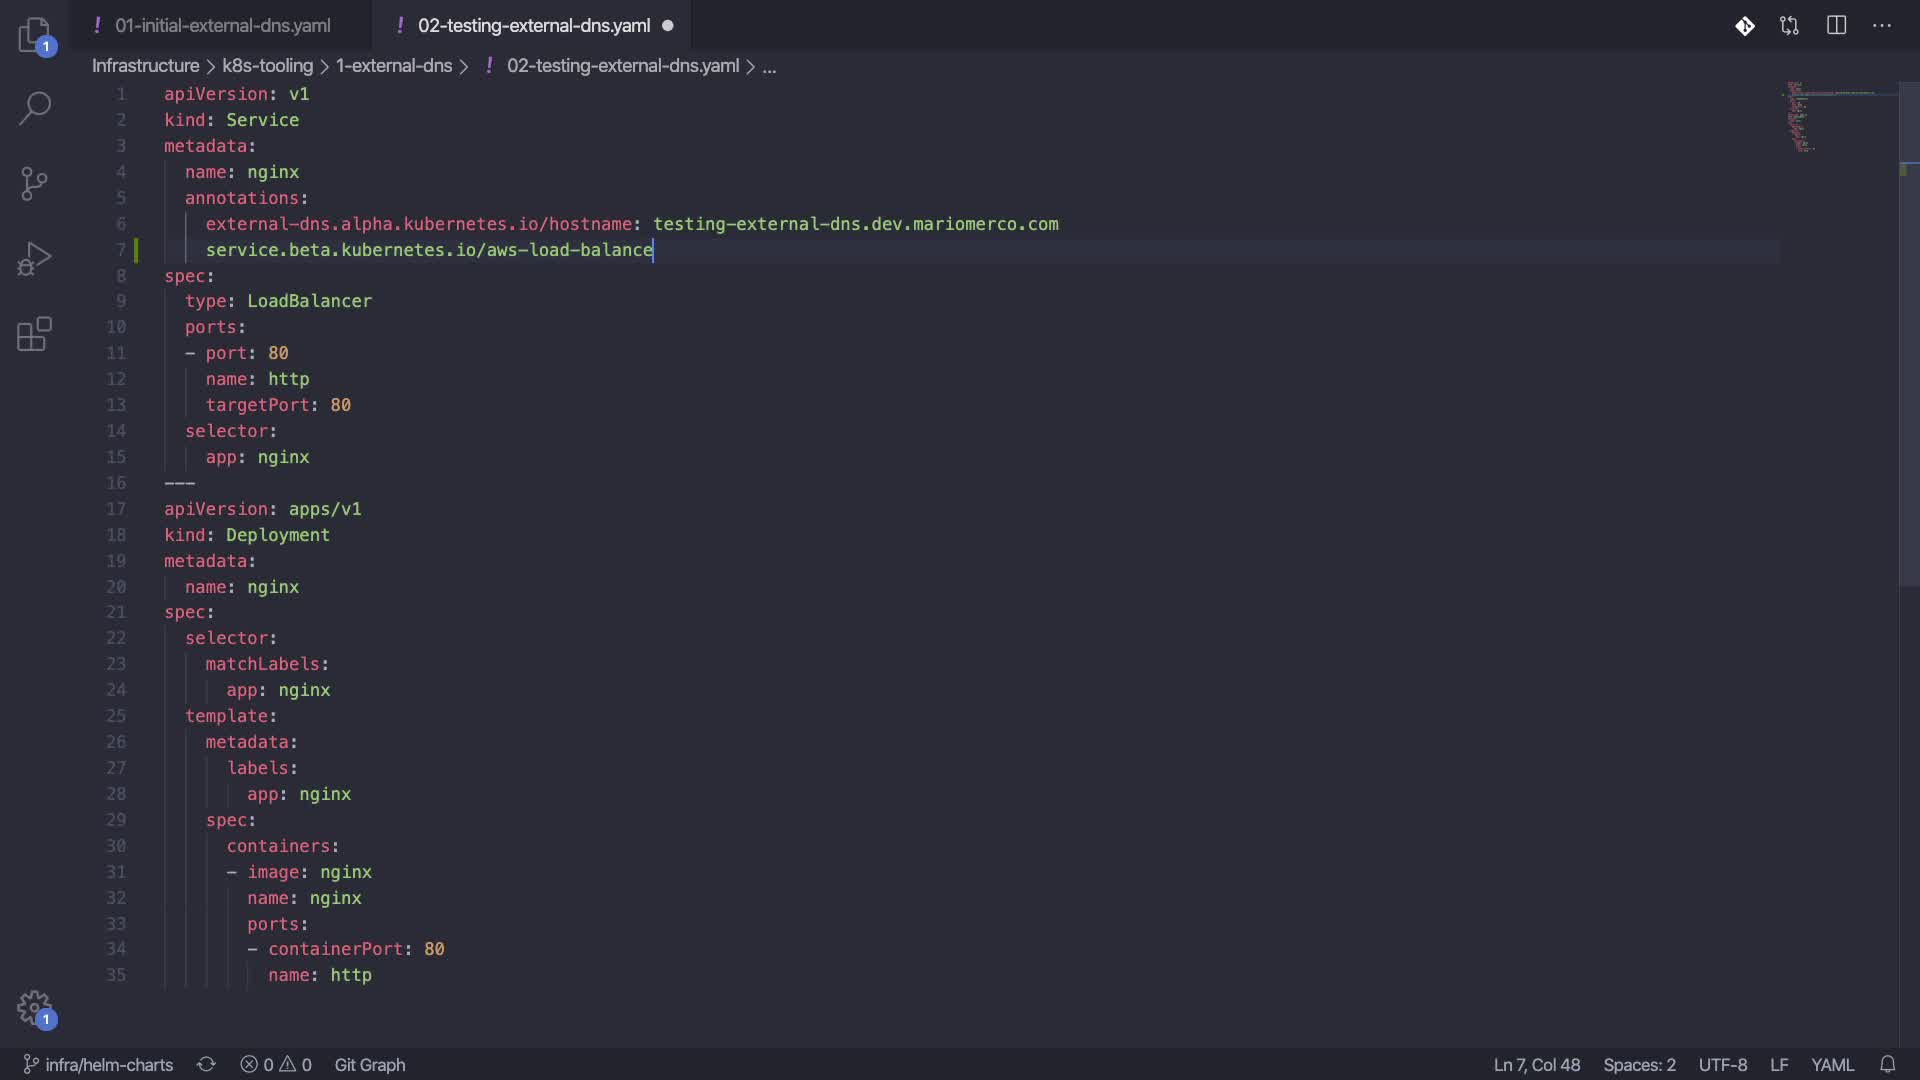 ! 01-initial-external-dns.yaml ! 02-testing-external-dns.yaml
1
Infrastructure > k8s-tooling > 1-external-dns > ! 02-testing-external-dns.yaml > ...
1 apiVersion: v1
2 kind: Service
3 metadata:
4   name: nginx
5   annotations:
6     external-dns.alpha.kubernetes.io/hostname: testing-external-dns.dev.mariomerco.com
7     service.beta.kubernetes.io/aws-load-balance
8 spec:
9   type: LoadBalancer
10   ports:
11   - port: 80
12     name: http
13     targetPort: 80
14   selector:
15     app: nginx
16 ---
17 apiVersion: apps/v1
18 kind: Deployment
19 metadata:
20   name: nginx
21 spec:
22   selector:
23     matchLabels:
24       app: nginx
25   template:
26     metadata:
27       labels:
28         app: nginx
29     spec:
30       containers:
31       - image: nginx
32         name: nginx
33         ports:
34         - containerPort: 80
35           name: http
1
infra/helm-charts 0 0 Git Graph Ln 7, Col 48 Spaces: 2 UTF-8 LF YAML